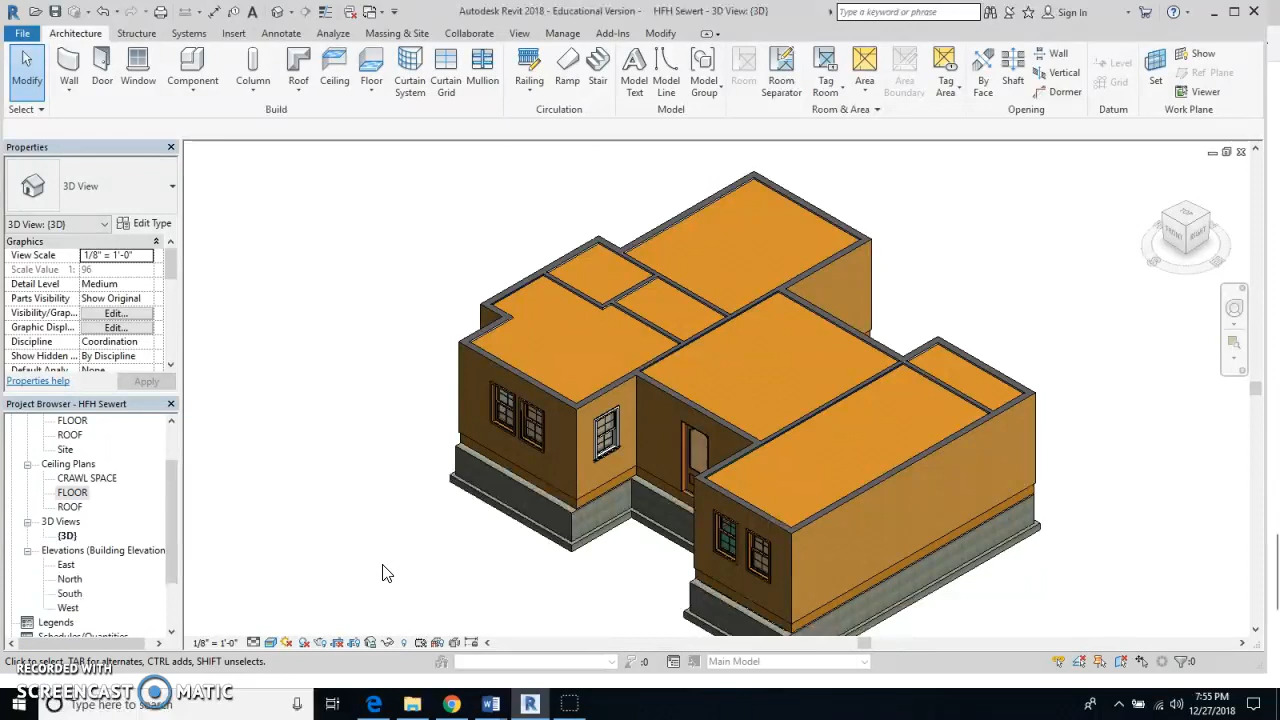 Autodesk Revit 2018 - Educational Version - HFH Sewert - 3D View: {3D}
Type a keyword or phrase
Sign In
File Architecture Structure Systems Insert Annotate Analyze Massing & Site Collaborate View Manage Add-Ins Modify
Modify Wall Door Window Component Column Roof Ceiling Floor Curtain System Curtain Grid Mullion Railing Ramp Stair Model Text Model Line Model Group Room Room Separator Tag Room Area Area Boundary Tag Area By Face Shaft Wall Vertical Dormer Level Grid Set Show Ref Plane Viewer
Select Build Circulation Model Room & Area Opening Datum Work Plane
Properties
3D View
3D View: {3D} Edit Type
Graphics
View Scale 1/8" = 1'-0"
Scale Value 1: 96
Detail Level Medium
Parts Visibility Show Original
Visibility/Grap... Edit...
Graphic Displ... Edit...
Discipline Coordination
Show Hidden ... By Discipline
Default Analy... None
Properties help Apply
Project Browser - HFH Sewert
FLOOR
ROOF
Site
Ceiling Plans
CRAWL SPACE
FLOOR
ROOF
3D Views
{3D}
Elevations (Building Elevation
East
North
South
West
Legends
Schedules/Quantities
FRONT RIGHT
1/8" = 1'-0"
Click to select, TAB for alternates, CTRL adds, SHIFT unselects.
:0
Main Model
:0
RECORDED WITH
SCREENCAST MATIC
Type here to search
7:55 PM
12/27/2018